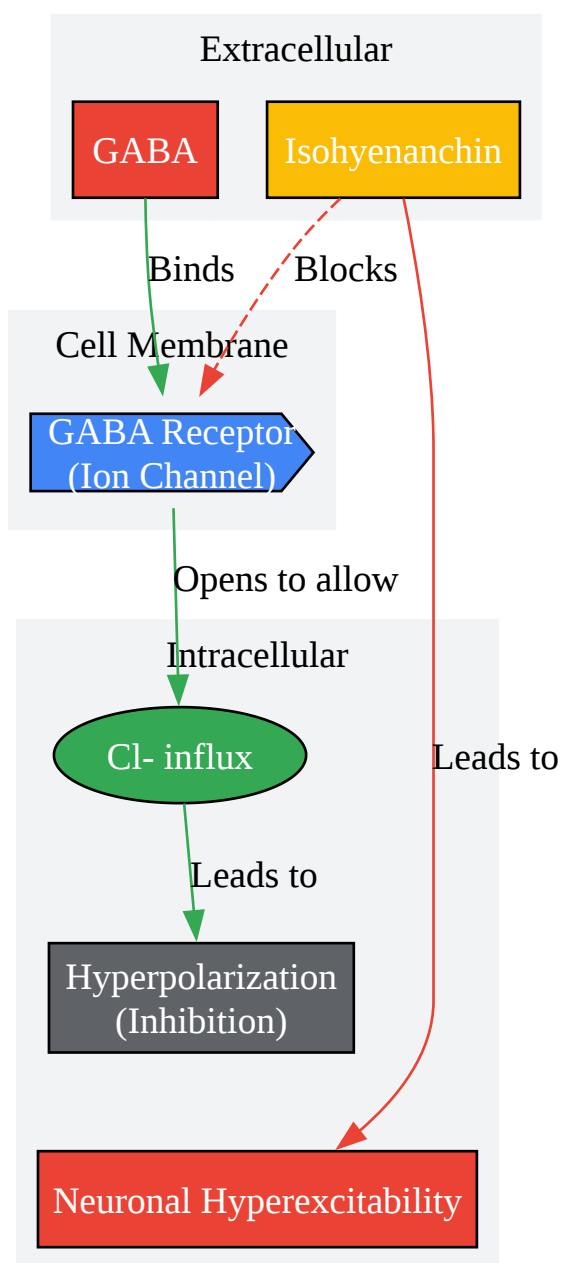 Extracellular
GABA
Isohyenanchin
Binds
Blocks
Cell Membrane
GABA Receptor
(Ion Channel)
Opens to allow
Intracellular
Cl- influx
Leads to
Leads to
Hyperpolarization
(Inhibition)
Neuronal Hyperexcitability